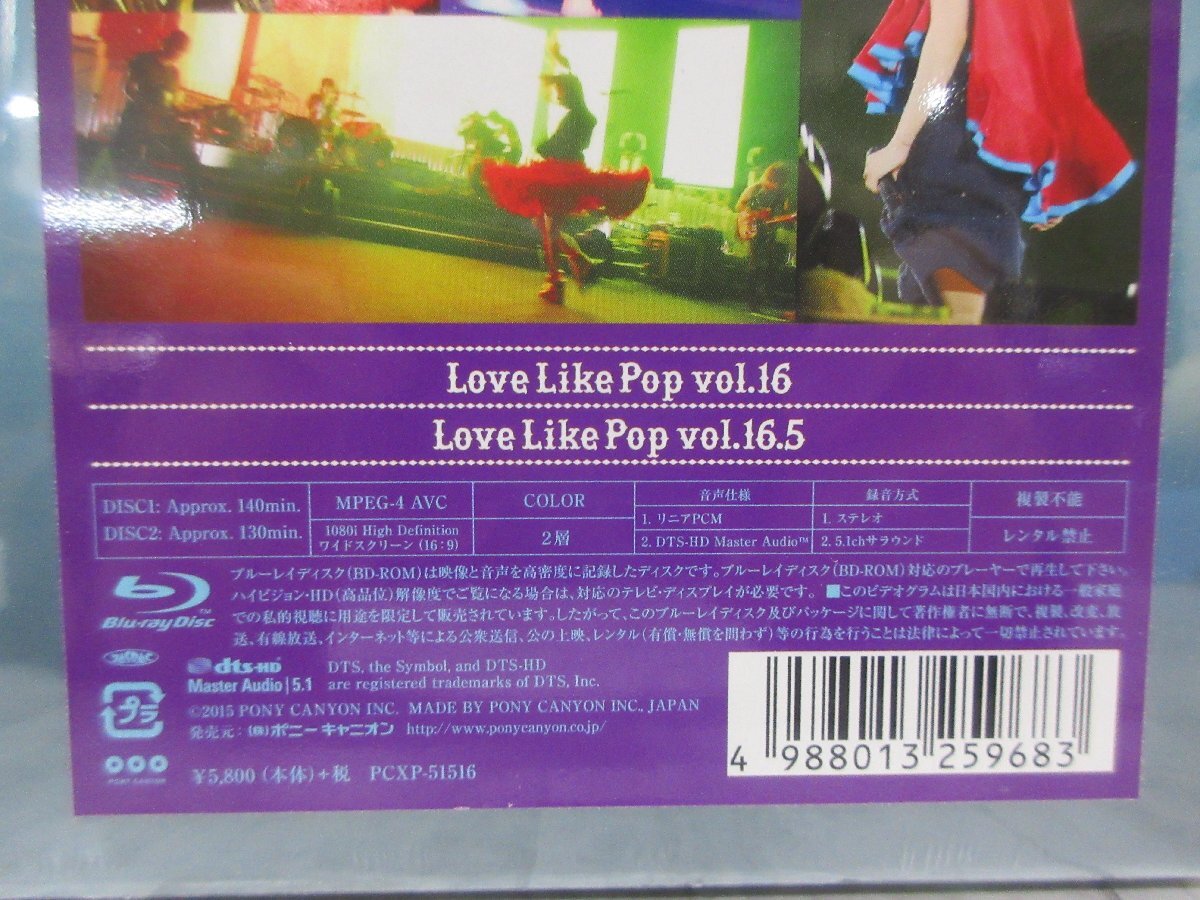 Love Like Pop vol.16
Love Like Pop vol.16.5
DISC1: Approx. 140min.
DISC2: Approx. 130min.
MPEG-4 AVC
1080i High Definition
ワイドスクリーン (16:9)
COLOR
2層
音声仕様
1. リニアPCM
2. DTS-HD Master Audio™
録音方式
1. ステレオ
2. 5.1chサラウンド
複製不能
レンタル禁止
Blu-ray Disc
ブルーレイディスク(BD-ROM)は映像と音声を高密度に記録したディスクです。ブルーレイディスク(BD-ROM)対応のプレーヤーで再生して下さい。
ハイビジョン・HD(高品位)解像度でご覧になる場合は、対応のテレビ・ディスプレイが必要です。■このビデオグラムは日本国内における一般家庭
での私的視聴に用途を限定して販売されています。したがって、このブルーレイディスク及びパッケージに関して著作権者に無断で、複製、改変、放
送、有線放送、インターネット等による公衆送信、公の上映、レンタル(有償・無償を問わず)等の行為を行うことは法律によって一切禁止されています。
dts-HD
Master Audio | 5.1
DTS, the Symbol, and DTS-HD
are registered trademarks of DTS, Inc.
プラ
©2015 PONY CANYON INC. MADE BY PONY CANYON INC., JAPAN
発売元：(株)ポニーキャニオン http://www.ponycanyon.co.jp/
PONY CANYON
¥5,800（本体）+税 PCXP-51516
4 988013 259683